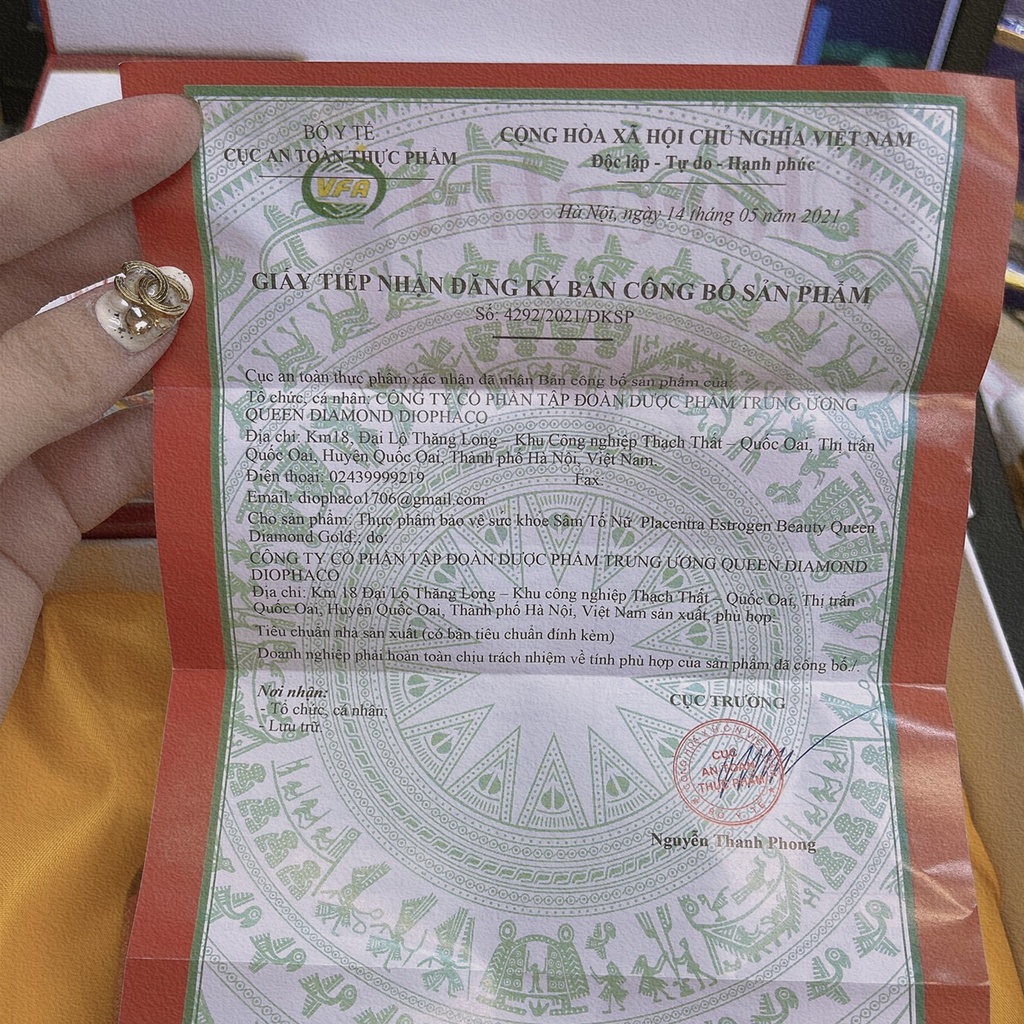 BỘ Y TẾ
CỤC AN TOÀN THỰC PHẨM
VFA
CỘNG HÒA XÃ HỘI CHỦ NGHĨA VIỆT NAM
Độc lập - Tự do - Hạnh phúc
Hà Nội, ngày 14 tháng 05 năm 2021
GIẤY TIẾP NHẬN ĐĂNG KÝ BẢN CÔNG BỐ SẢN PHẨM
Số: 4292/2021/ĐKSP
Cục an toàn thực phẩm xác nhận đã nhận Bản công bố sản phẩm của
Tổ chức, cá nhân: CÔNG TY CỔ PHẦN TẬP ĐOÀN DƯỢC PHẨM TRUNG ƯƠNG
QUEEN DIAMOND DIOPHACO
Địa chỉ: Km18, Đại Lộ Thăng Long – Khu Công nghiệp Thạch Thất – Quốc Oai, Thị trấn
Quốc Oai, Huyện Quốc Oai, Thành phố Hà Nội, Việt Nam.
Điện thoại: 02439999219 Fax:
Email: diophaco1706@gmail.com
Cho sản phẩm: Thực phẩm bảo vệ sức khỏe Sâm Tố Nữ Placentra Estrogen Beauty Queen
Diamond Gold; do:
CÔNG TY CỔ PHẦN TẬP ĐOÀN DƯỢC PHẨM TRUNG ƯƠNG QUEEN DIAMOND
DIOPHACO
Địa chỉ: Km 18 Đại Lộ Thăng Long – Khu công nghiệp Thạch Thất – Quốc Oai, Thị trấn
Quốc Oai, Huyện Quốc Oai, Thành phố Hà Nội, Việt Nam sản xuất, phù hợp:
Tiêu chuẩn nhà sản xuất (có bản tiêu chuẩn đính kèm)
Doanh nghiệp phải hoàn toàn chịu trách nhiệm về tính phù hợp của sản phẩm đã công bố./.
Nơi nhận:
- Tổ chức, cá nhân;
- Lưu trữ.
CỤC TRƯỞNG
CỤC
AN TOÀN
THỰC PHẨM
BỘ Y TẾ
Nguyễn Thanh Phong